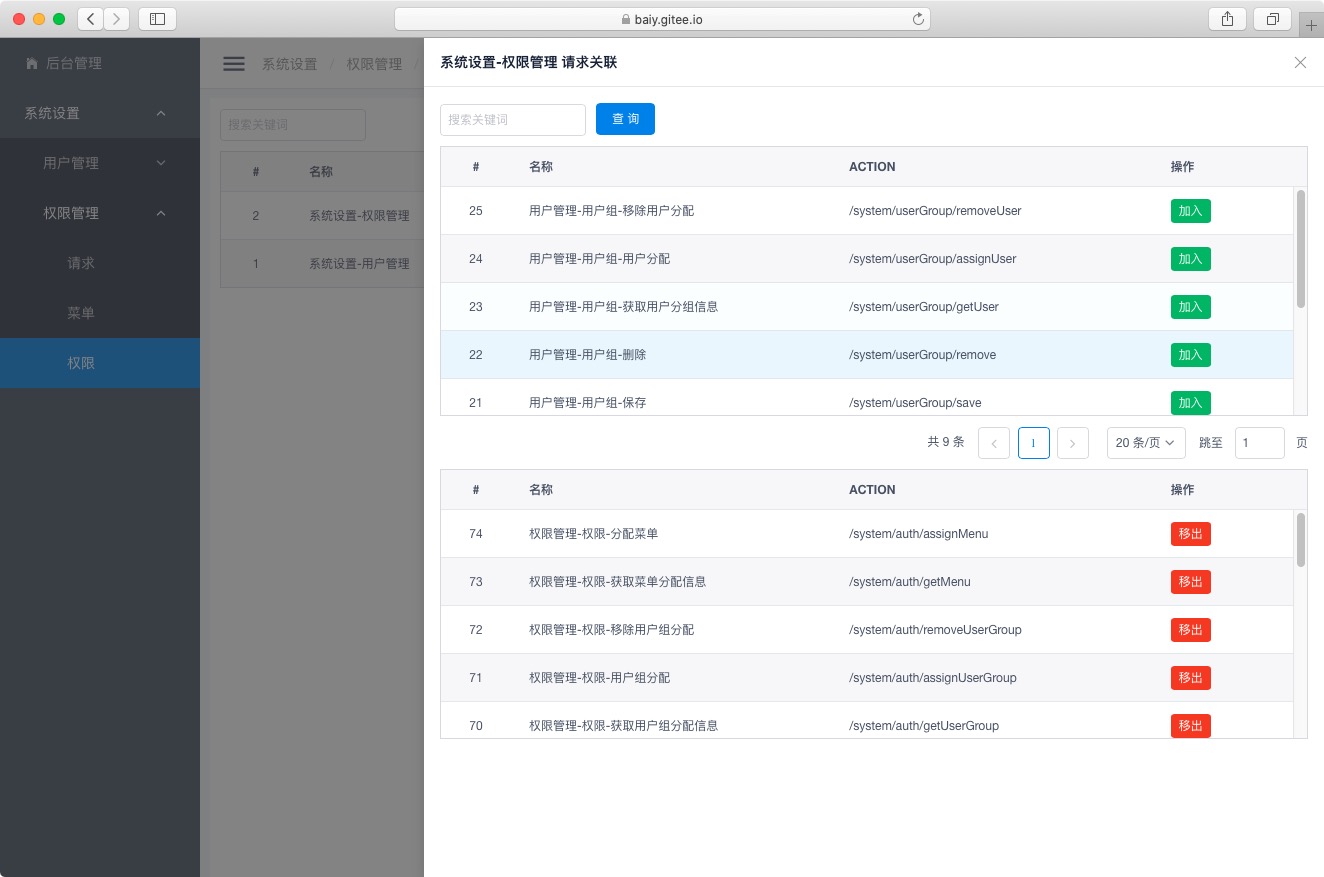 baiy.gitee.io
后台管理
系统设置
用户管理
权限管理
请求
菜单
权限
系统设置 / 权限管理 /
搜索关键词
# 名称
2 系统设置-权限管理
1 系统设置-用户管理
系统设置-权限管理 请求关联
搜索关键词 查 询
# 名称 ACTION 操作
25 用户管理-用户组-移除用户分配 /system/userGroup/removeUser 加入
24 用户管理-用户组-用户分配 /system/userGroup/assignUser 加入
23 用户管理-用户组-获取用户分组信息 /system/userGroup/getUser 加入
22 用户管理-用户组-删除 /system/userGroup/remove 加入
21 用户管理-用户组-保存 /system/userGroup/save 加入
共 9 条 1 20 条/页 跳至 1 页
# 名称 ACTION 操作
74 权限管理-权限-分配菜单 /system/auth/assignMenu 移出
73 权限管理-权限-获取菜单分配信息 /system/auth/getMenu 移出
72 权限管理-权限-移除用户组分配 /system/auth/removeUserGroup 移出
71 权限管理-权限-用户组分配 /system/auth/assignUserGroup 移出
70 权限管理-权限-获取用户组分配信息 /system/auth/getUserGroup 移出